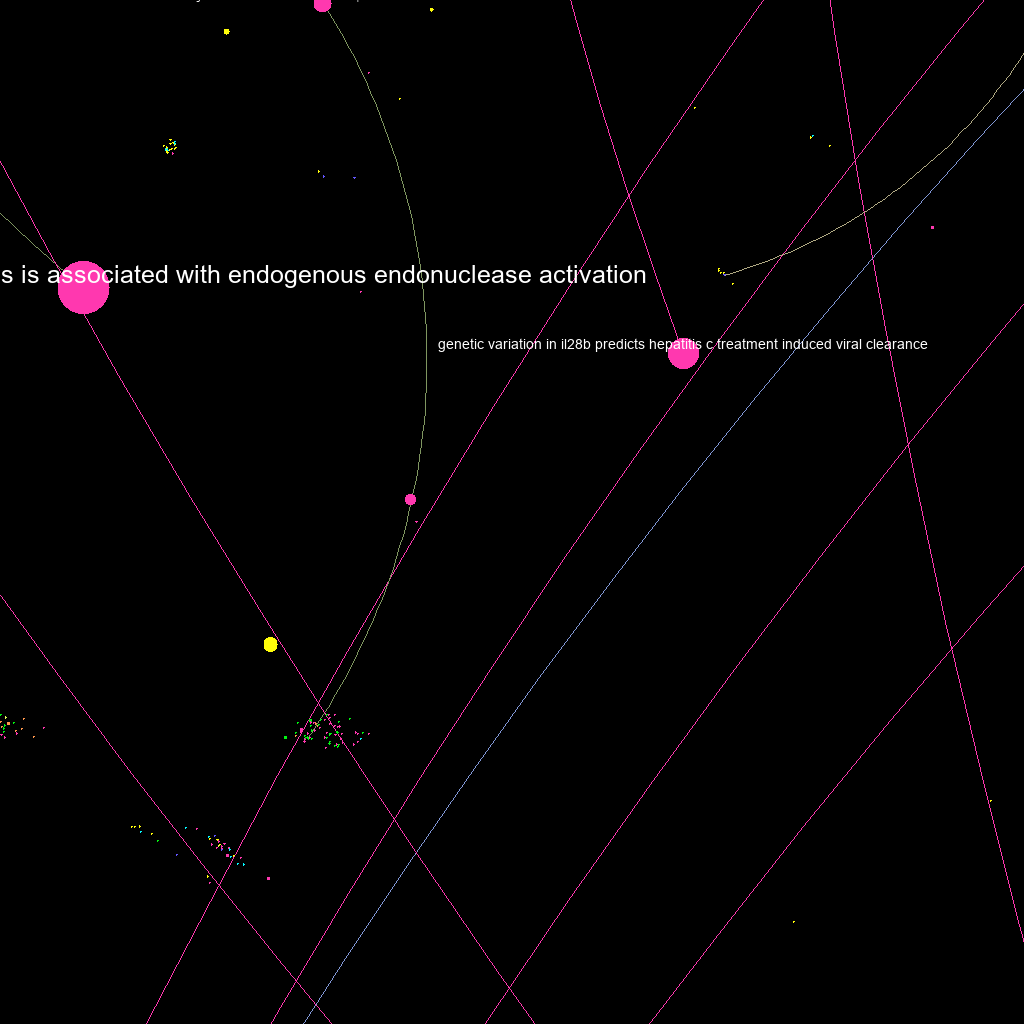 s is associated with endogenous endonuclease activation
genetic variation in il28b predicts hepatitis c treatment induced viral clearance